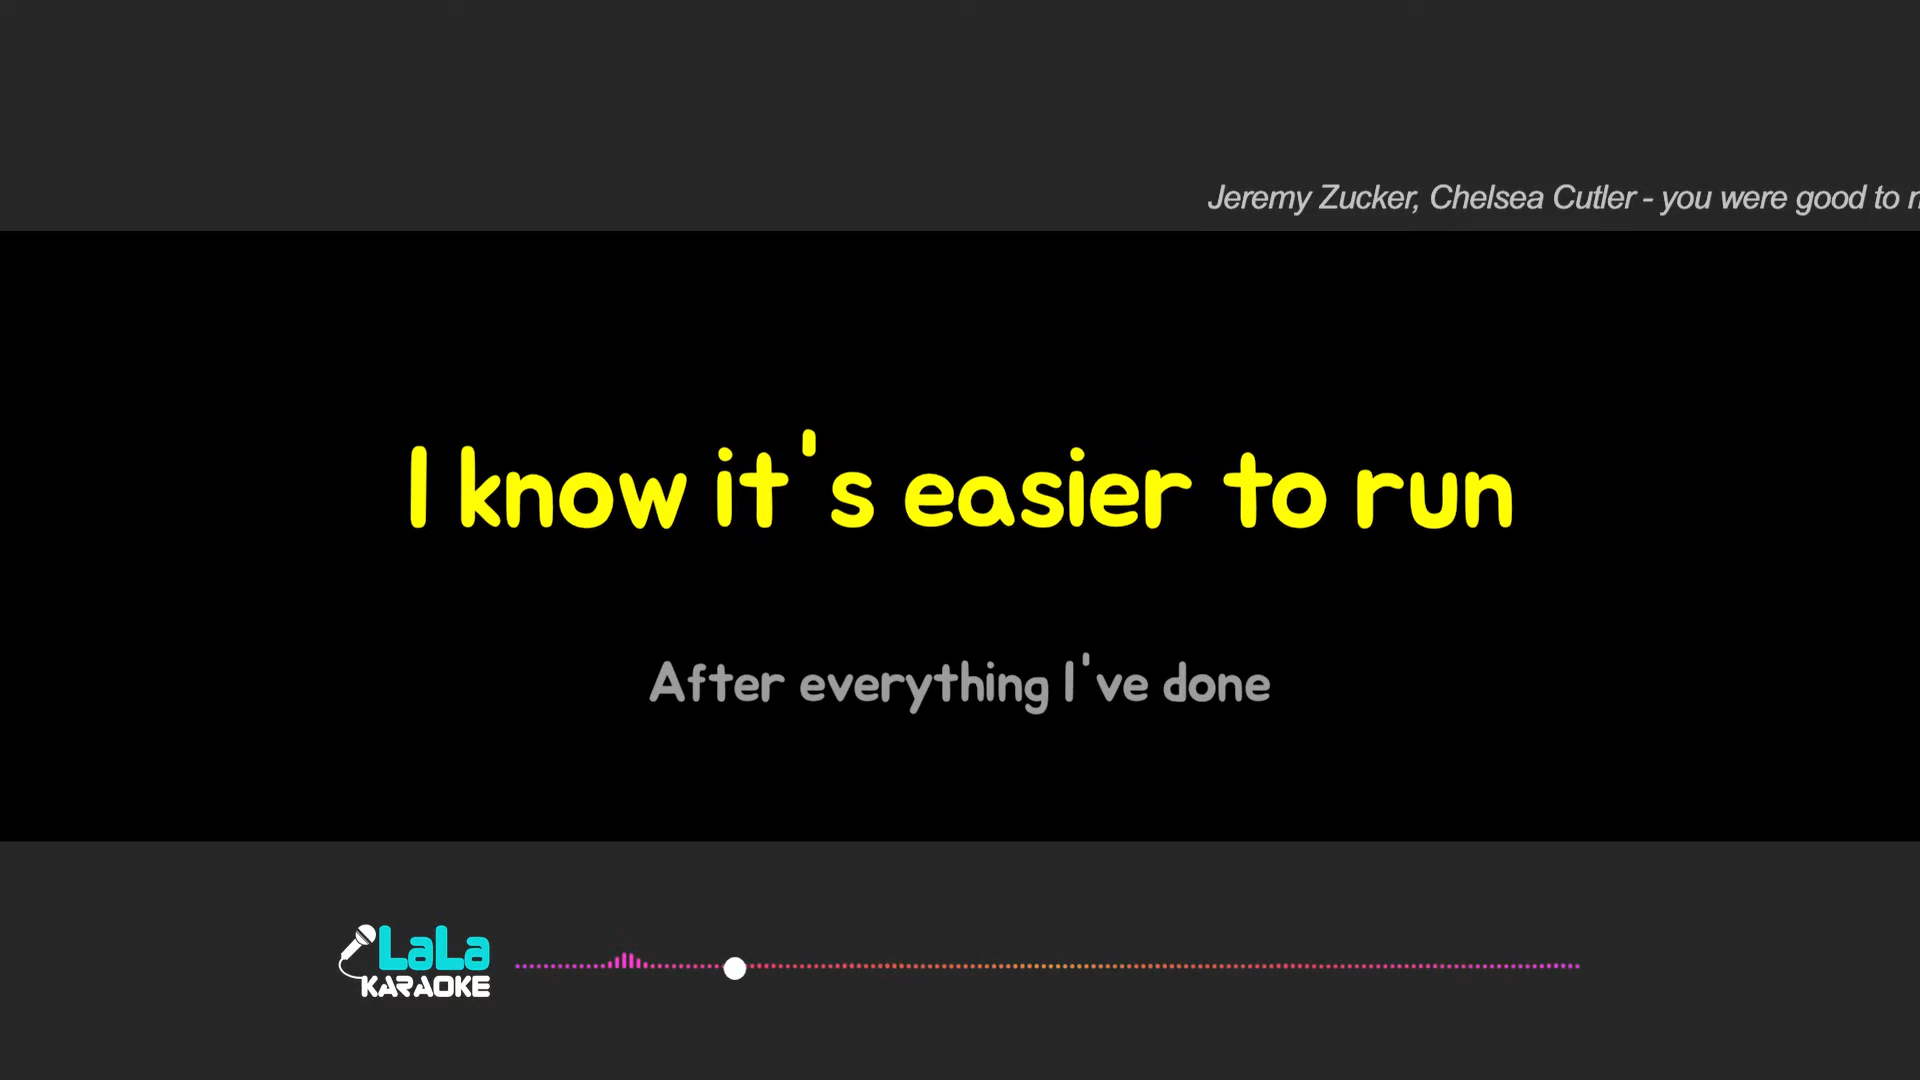 Jeremy Zucker, Chelsea Cutler - you were good to
I know it's easier to run
After everything I've done
LaLa
KARAOKE